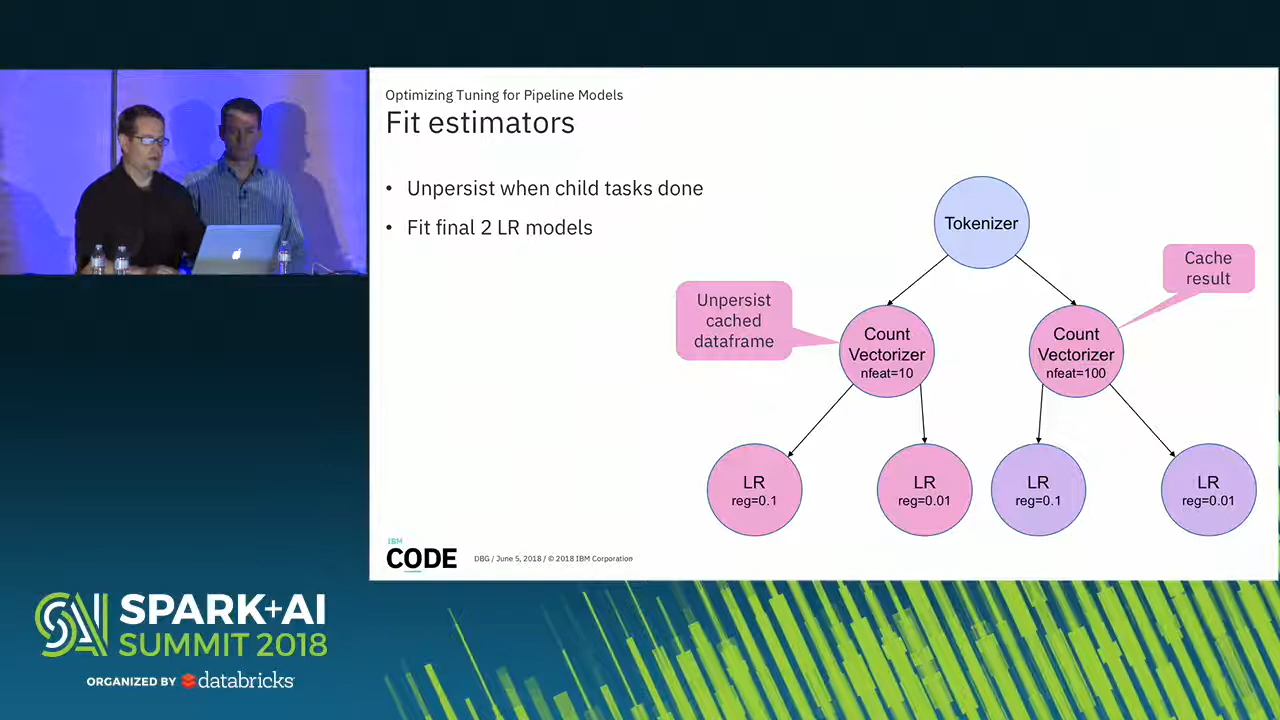 Optimizing Tuning for Pipeline Models
Fit estimators
• Unpersist when child tasks done
• Fit final 2 LR models
Tokenizer
Cache
result
Unpersist
cached
dataframe
Count
Vectorizer
nfeat=10
Count
Vectorizer
nfeat=100
LR
reg=0.1
LR
reg=0.01
LR
reg=0.1
LR
reg=0.01
IBM
CODE
DBG / June 5, 2018 / © 2018 IBM Corporation
SAI
SPARK+AI
SUMMIT 2018
ORGANIZED BY databricks